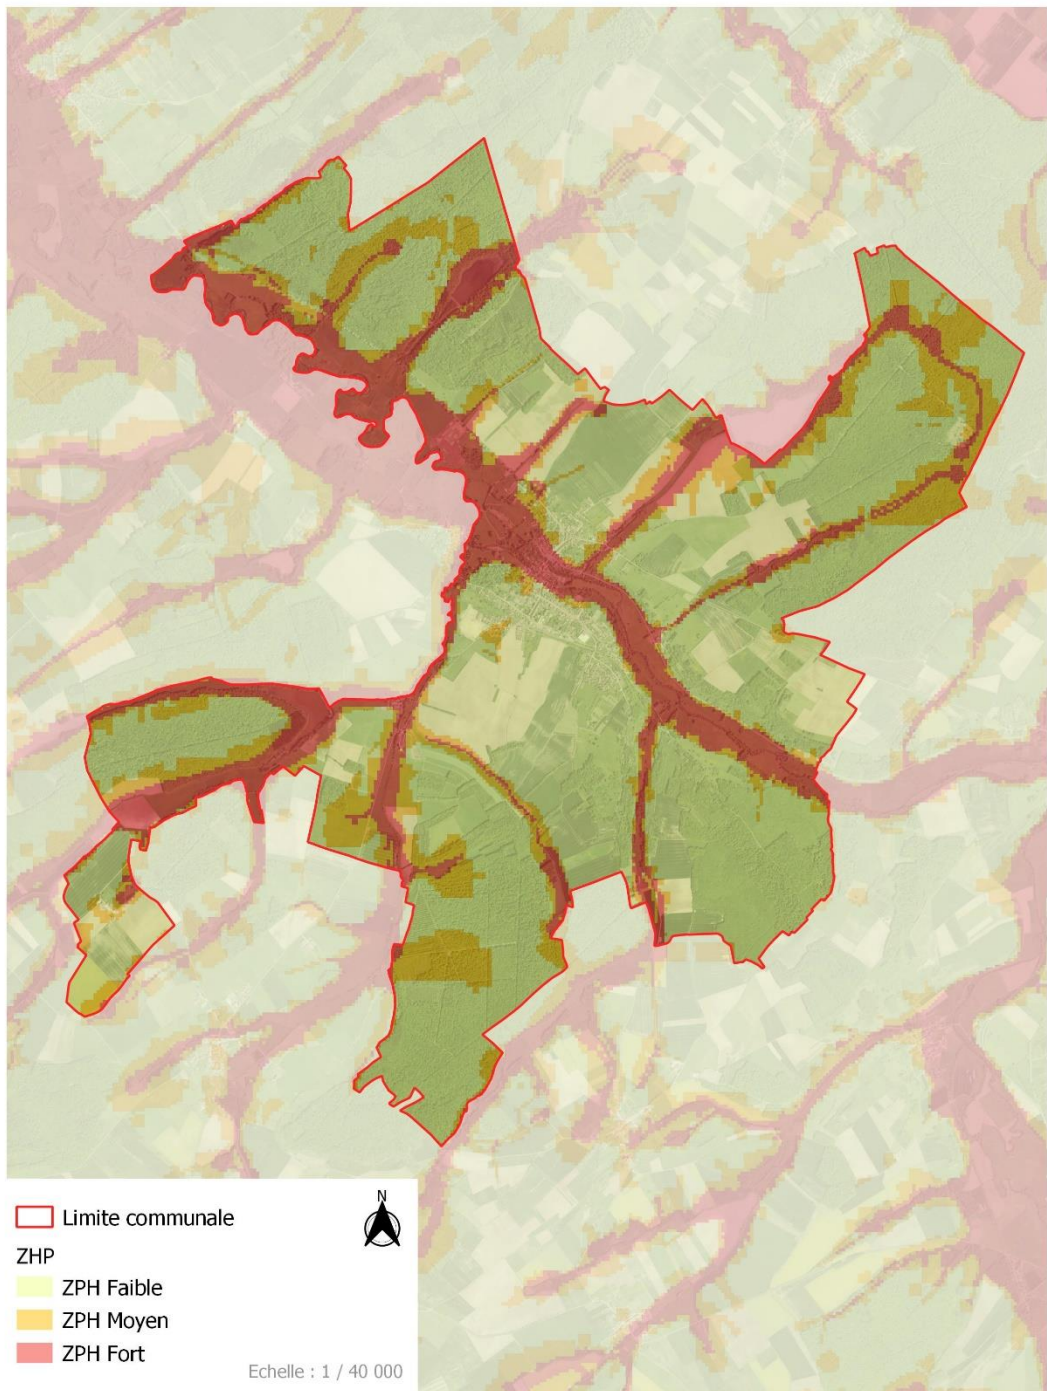 N
Limite communale
ZHP
ZPH Faible
ZPH Moyen
ZPH Fort
Echelle : 1 / 40 000